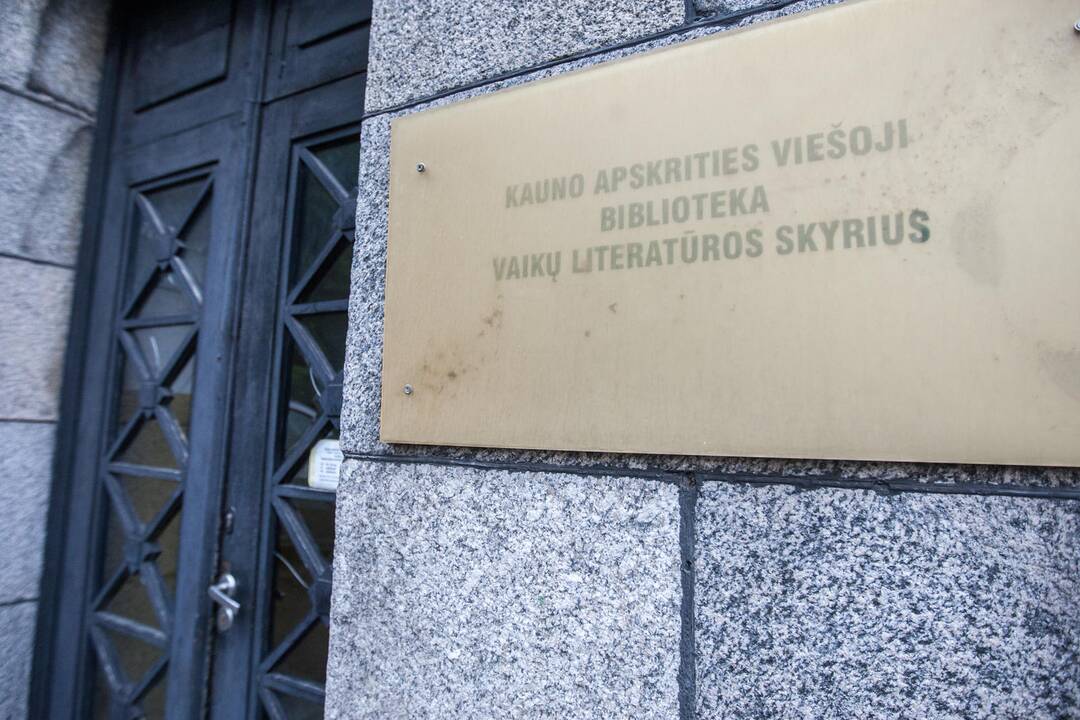 KAUNO APSKRITIES VIEŠOJI
BIBLIOTEKA
VAIKŲ LITERATŪROS SKYRIUS